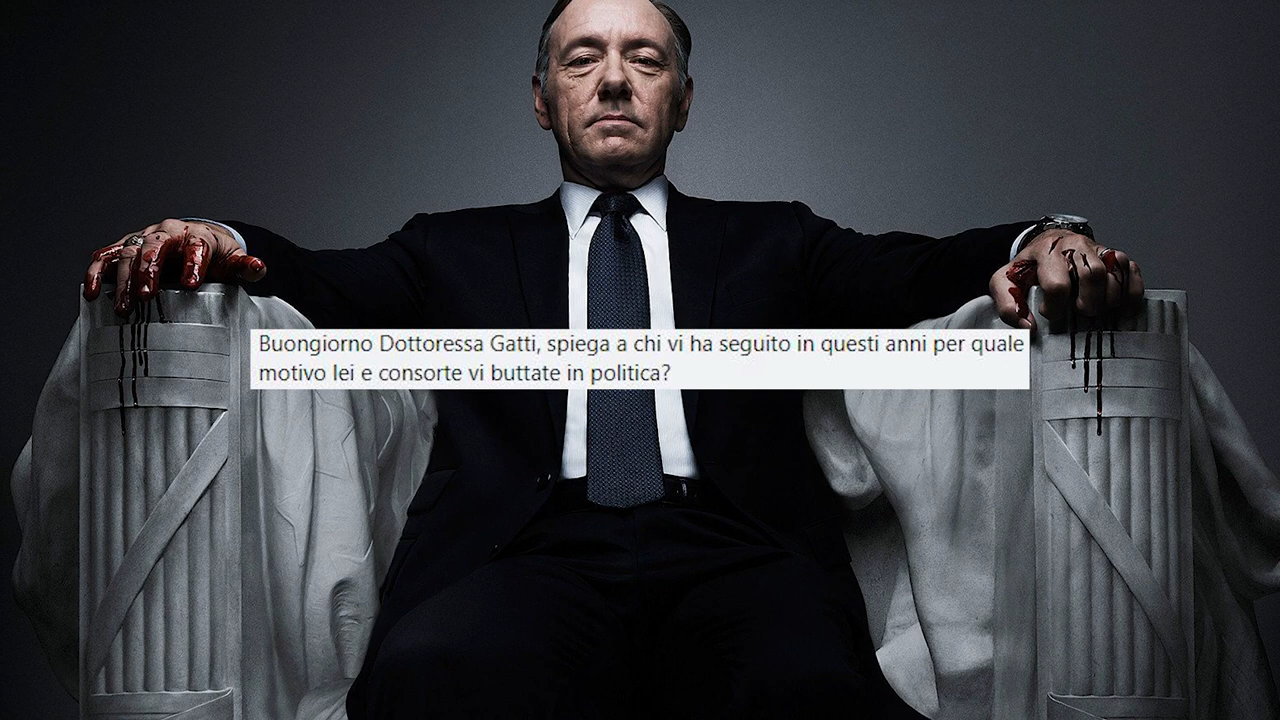 Buongiorno Dottoressa Gatti, spiega a chi vi ha seguito in questi anni per quale
motivo lei e consorte vi buttate in politica?